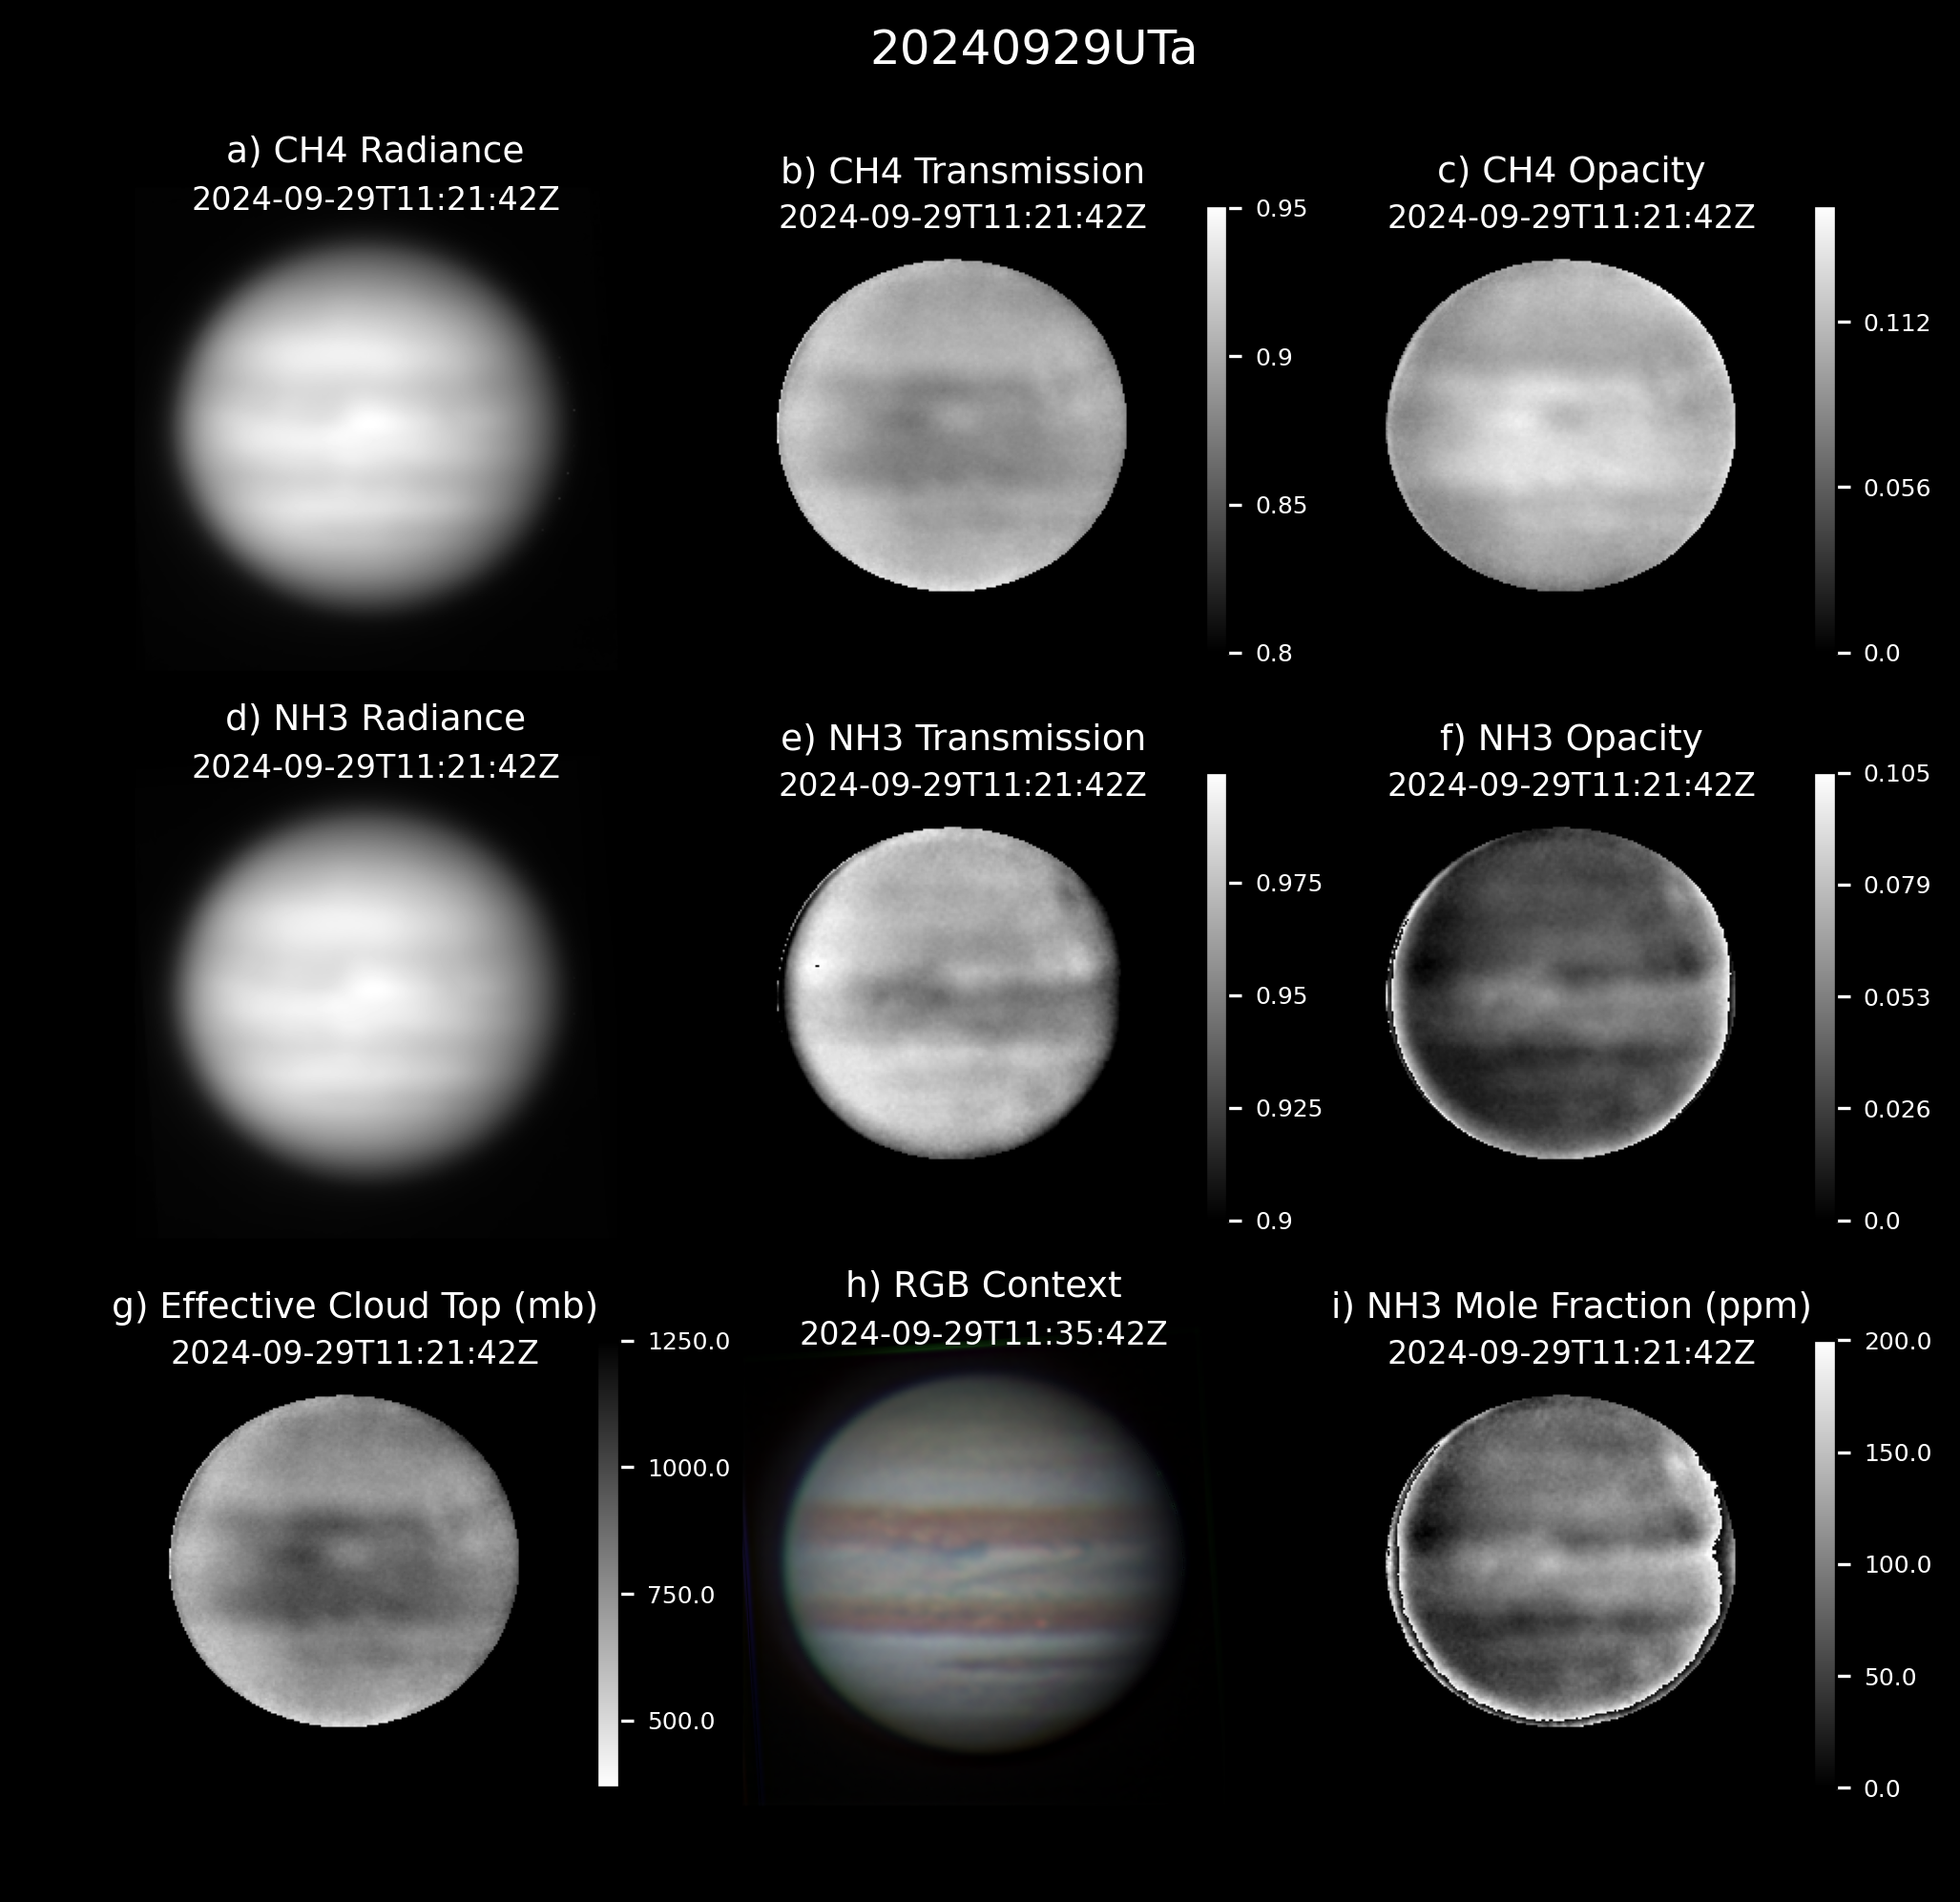 20240929UTa
a) CH4 Radiance
2024-09-29T11:21:42Z
b) CH4 Transmission
2024-09-29T11:21:42Z
0.95
0.9
0.85
0.8
c) CH4 Opacity
2024-09-29T11:21:42Z
0.112
0.056
0.0
d) NH3 Radiance
2024-09-29T11:21:42Z
e) NH3 Transmission
2024-09-29T11:21:42Z
0.975
0.95
0.925
0.9
f) NH3 Opacity
2024-09-29T11:21:42Z
0.105
0.079
0.053
0.026
0.0
g) Effective Cloud Top (mb)
2024-09-29T11:21:42Z
1250.0
1000.0
750.0
500.0
h) RGB Context
2024-09-29T11:35:42Z
i) NH3 Mole Fraction (ppm)
2024-09-29T11:21:42Z
200.0
150.0
100.0
50.0
0.0